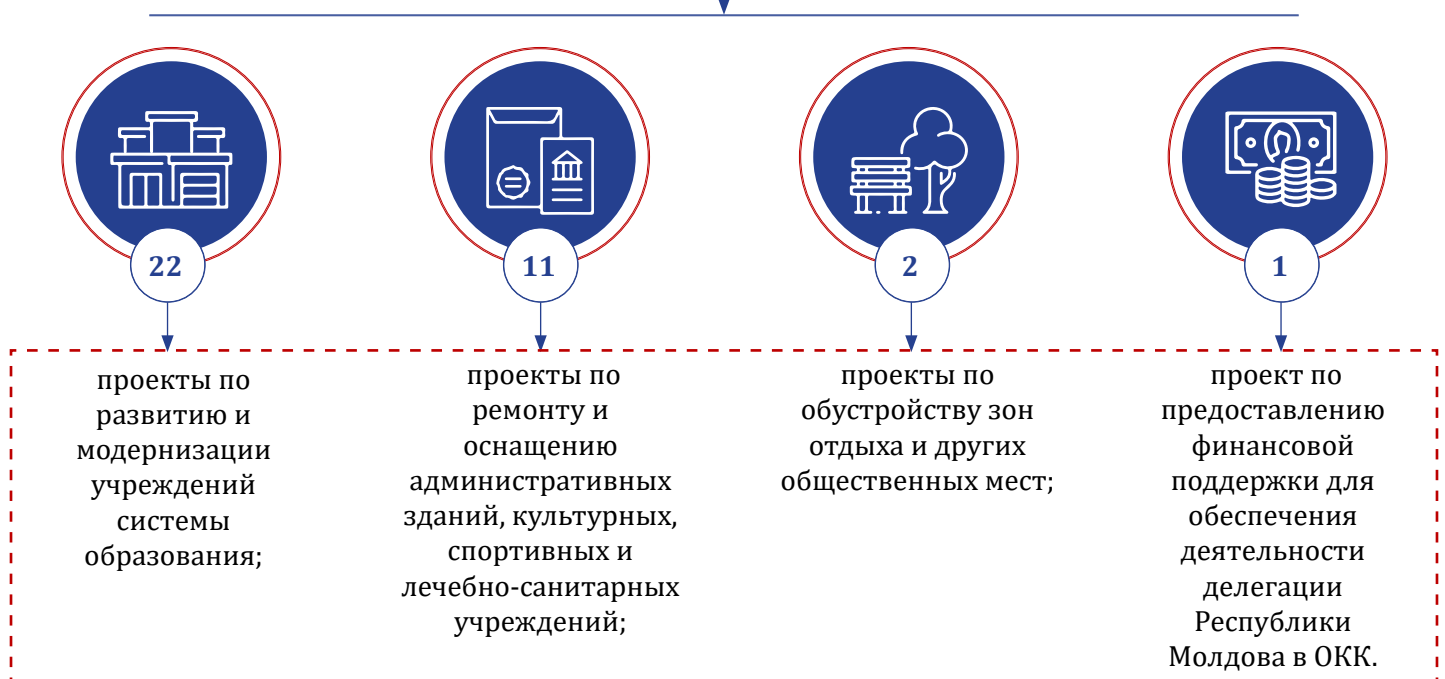 22
проекты по
развитию и
модернизации
учреждений
системы
образования;
11
проекты по
ремонту и
оснащению
административных
зданий, культурных,
спортивных и
лечебно-санитарных
учреждений;
2
проекты по
обустройству зон
отдыха и других
общественных мест;
1
проект по
предоставлению
финансовой
поддержки для
обеспечения
деятельности
делегации
Республики
Молдова в ОКК.